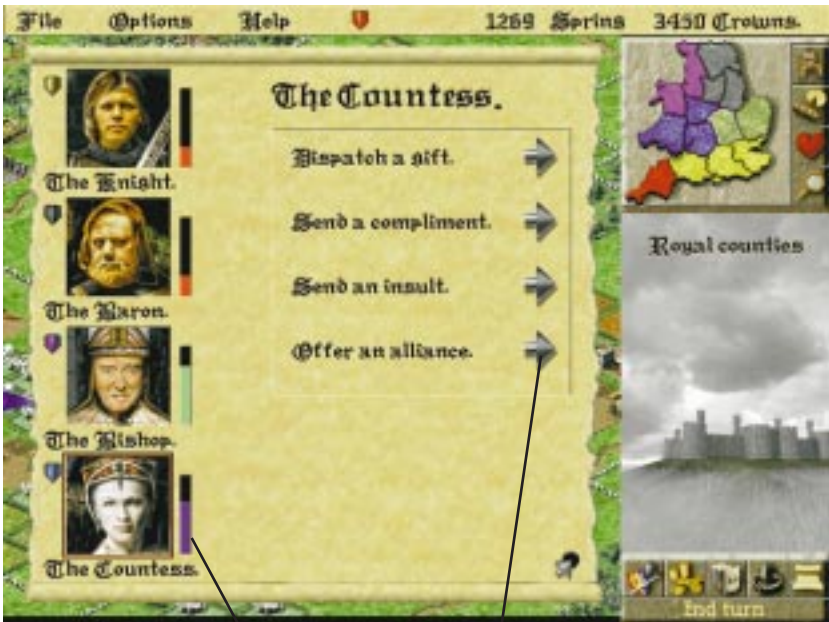 File Options Help 1269 Spring 3450 Crowns.
The Countess.
Dispatch a gift.
Send a compliment.
Send an insult.
Offer an alliance.
The Knight.
The Baron.
The Bishop.
The Countess.
Royal counties
End turn